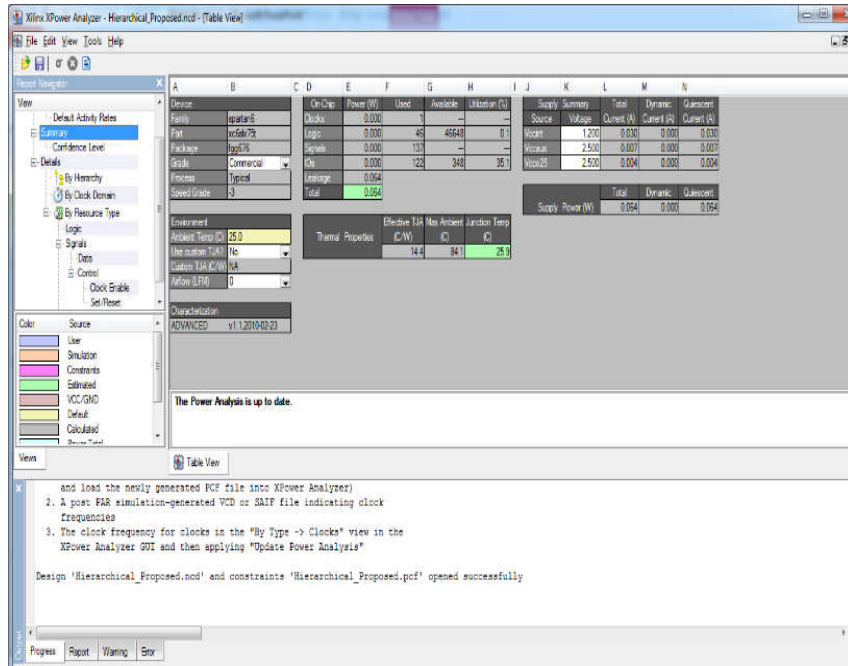 Xilinx XPower Analyzer - Hierarchical_Proposed.ncd - [Table View]
File Edit View Tools Help
Report Navigator X
View
Default Activity Rates
Summary
Confidence Level
Details
By Hierarchy
By Clock Domain
By Resource Type
Logic
Signals
Data
Control
Clock Enable
Set/Reset
Color Source
User
Simulation
Constraints
Estimated
VCC/GND
Default
Calculated
Power Total
Views
A B C D E F G H I J K L M N
Device
Family spartan6
Part
Package fgg676
Grade Commercial
Process Typical
Speed Grade -3
Environment
Ambient Temp (C) 25.0
Use custom TJA? No
Custom TJA (C/W) NA
Airflow (LFM) 0
Characterization
ADVANCED v1.1,2010-02-23
On-Chip Power (W) Used Available Utilization (%)
Clocks 0.000 1 --- ---
Logic 0.000 46 46648 0.1
Signals 0.000 137 --- ---
IOs 0.000 122 348 35.1
Leakage 0.064
Total 0.064
Effective TJA Max Ambient Junction Temp
Thermal Properties (C/W) (C) (C)
14.4 84.1 25.9
Supply Summary Total Dynamic Quiescent
Source Voltage Current (A) Current (A) Current (A)
Vccint 1.200 0.030 0.000 0.030
Vccaux 2.500 0.007 0.000 0.007
Vcco25 2.500 0.004 0.000 0.004
Total Dynamic Quiescent
Supply Power (W) 0.064 0.000 0.064
The Power Analysis is up to date.
Table View
and load the newly generated PCF file into XPower Analyzer)
2. A post PAR simulation-generated VCD or SAIF file indicating clock
frequencies
3. The clock frequency for clocks in the "By Type -> Clocks" view in the
XPower Analyzer GUI and then applying "Update Power Analysis"
Design 'Hierarchical_Proposed.ncd' and constraints 'Hierarchical_Proposed.pcf' opened successfully
Output
Progress Report Warning Error